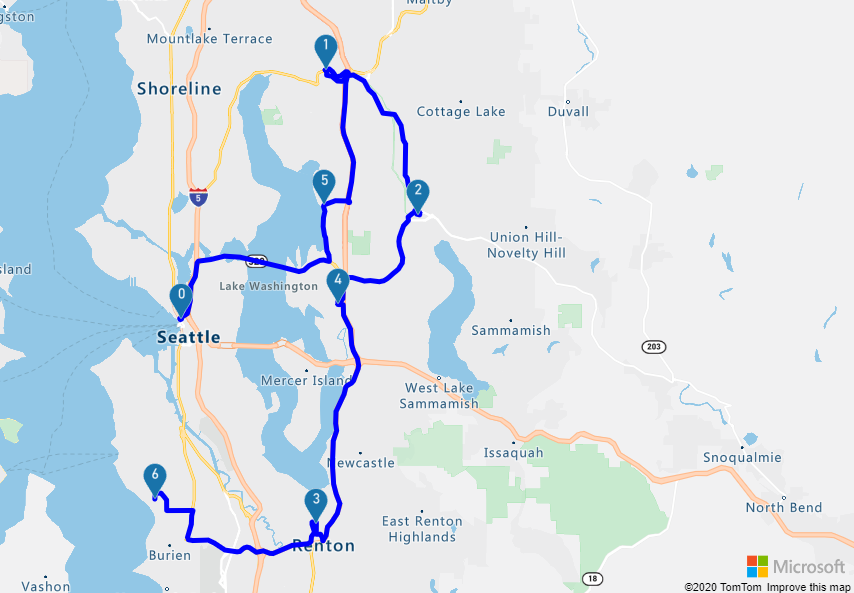 gston
Maltby
Mountlake Terrace
1
Shoreline
Cottage Lake
Duvall
5
5
2
Union Hill-
Novelty Hill
sland
520
4
Lake Washington
0
Seattle
Sammamish
203
Mercer Island
West Lake
Sammamish
Newcastle
Issaquah
Snoqualmie
6
3
North Bend
East Renton
Highlands
Renton
Burien
Microsoft
18
Vashon
©2020 TomTom Improve this map